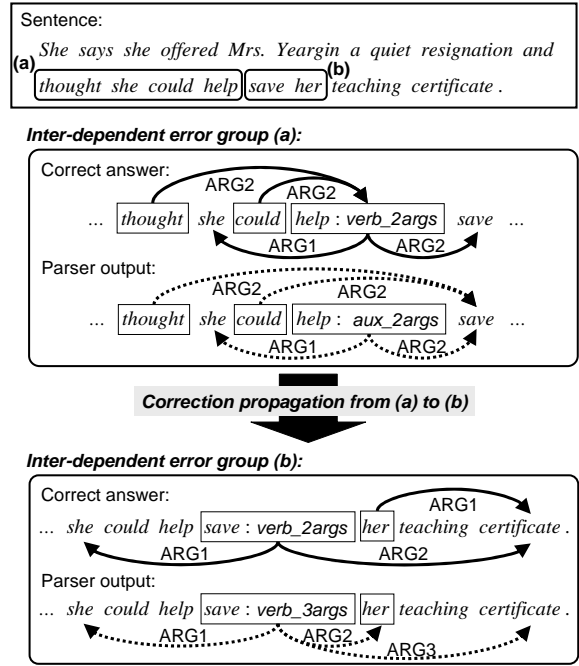 Sentence:
She says she offered Mrs. Yeargin a quiet resignation and
(a) thought she could help save her (b) teaching certificate .
Inter-dependent error group (a):
Correct answer:
ARG2
ARG2
... thought she could help : verb_2args save ...
ARG1 ARG2
Parser output:
ARG2 ARG2
... thought she could help : aux_2args save ...
ARG1 ARG2
Correction propagation from (a) to (b)
Inter-dependent error group (b):
Correct answer:
ARG1
... she could help save : verb_2args her teaching certificate .
ARG1 ARG2
Parser output:
... she could help save : verb_3args her teaching certificate .
ARG1 ARG2 ARG3